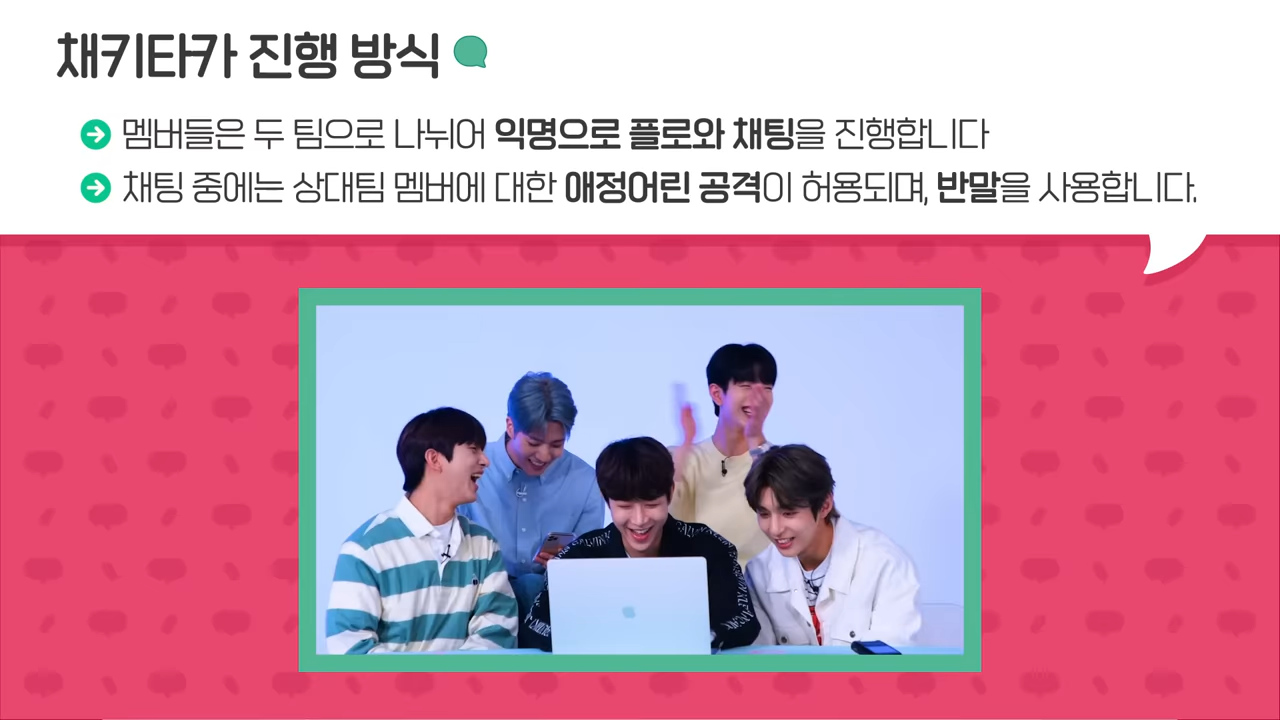 채키타카 진행 방식
멤버들은 두 팀으로 나뉘어 익명으로 플로와 채팅을 진행합니다
채팅 중에는 상대팀 멤버에 대한 애정어린 공격이 허용되며, 반말을 사용합니다.